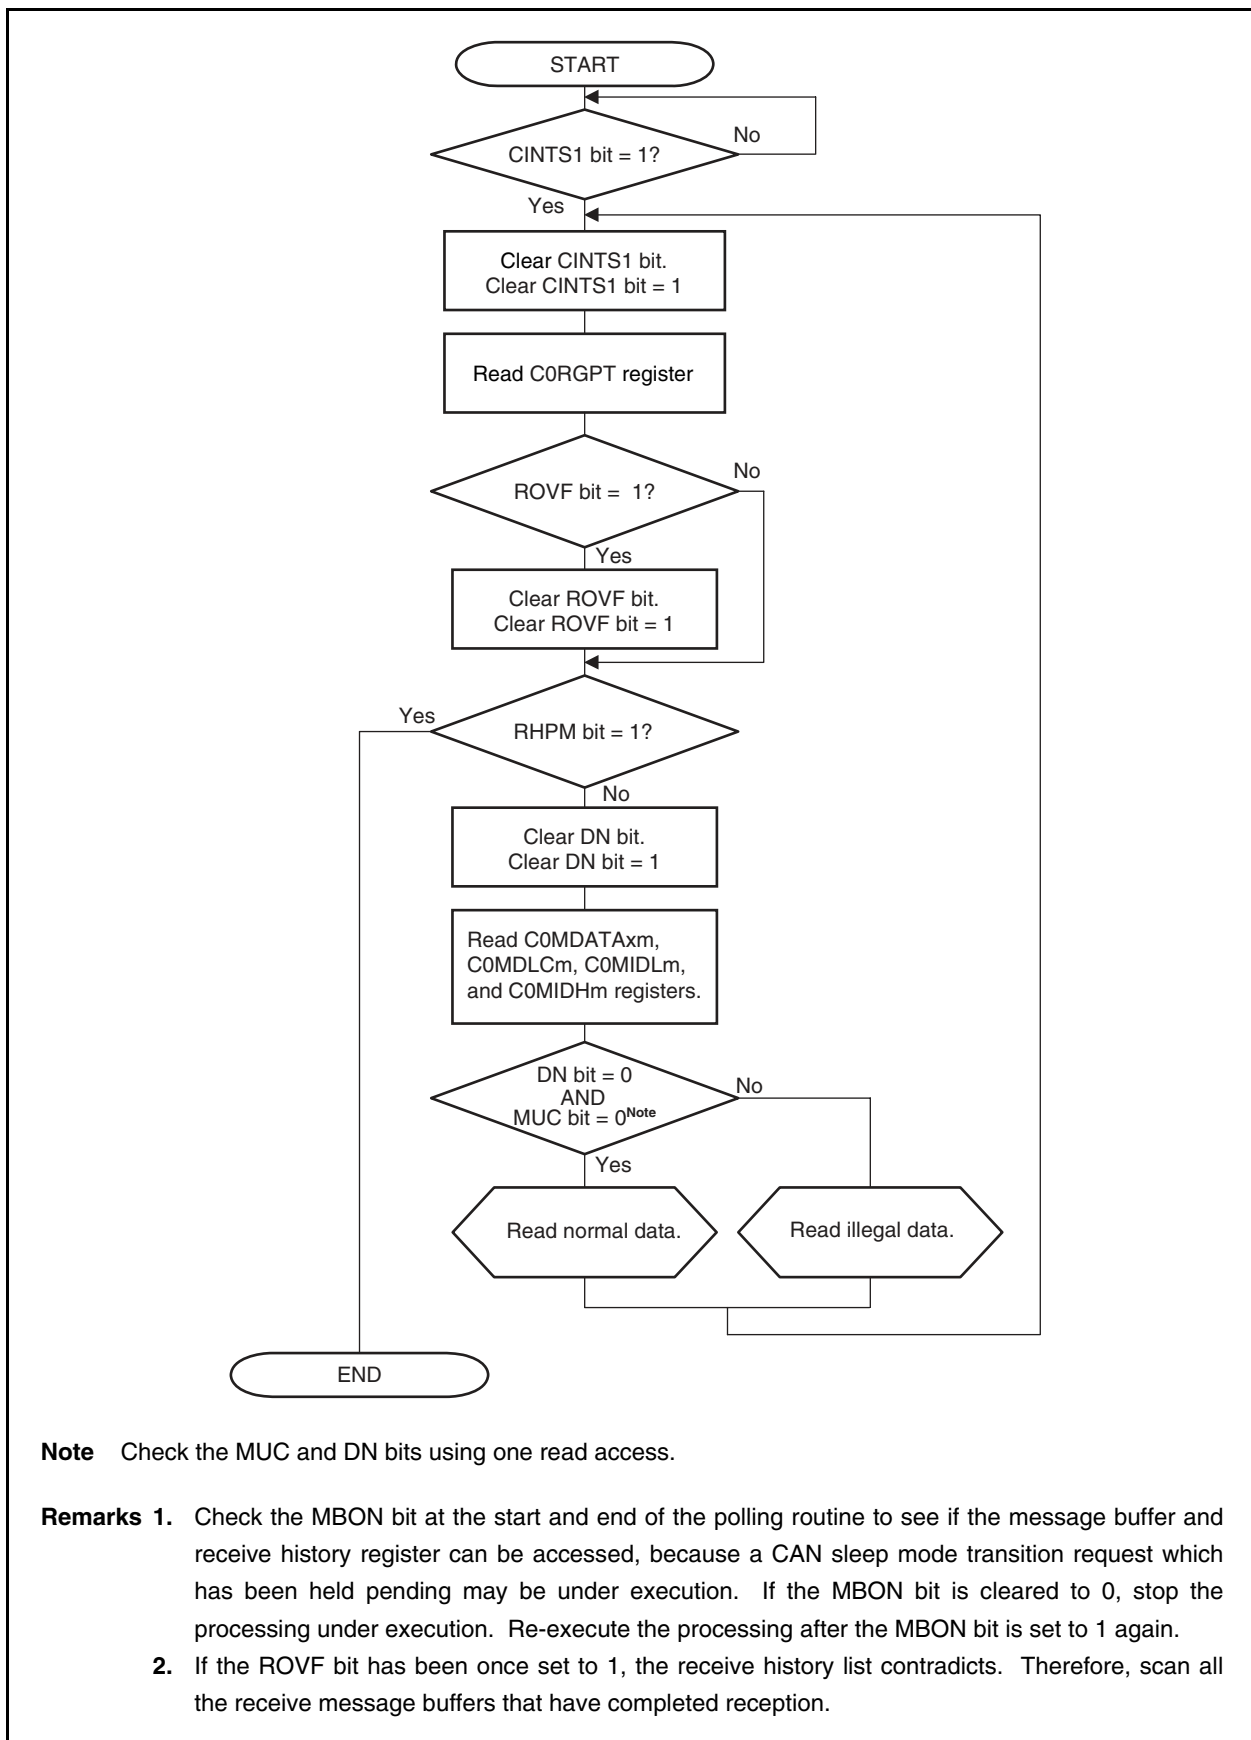 START
No
CINTS1 bit = 1?
Yes
Clear CINTS1 bit.
Clear CINTS1 bit = 1
Read C0RGPT register
No
ROVF bit =  1?
Yes
Clear ROVF bit.
Clear ROVF bit = 1
Yes
RHPM bit = 1?
No
Clear DN bit.
Clear DN bit = 1
Read C0MDATAxm,
C0MDLCm, C0MIDLm,
and C0MIDHm registers.
DN bit = 0
AND
MUC bit = 0Note
No
Yes
Read normal data.
Read illegal data.
END
Note Check the MUC and DN bits using one read access.
Remarks 1. Check the MBON bit at the start and end of the polling routine to see if the message buffer and
receive history register can be accessed, because a CAN sleep mode transition request which
has been held pending may be under execution. If the MBON bit is cleared to 0, stop the
processing under execution. Re-execute the processing after the MBON bit is set to 1 again.
2. If the ROVF bit has been once set to 1, the receive history list contradicts. Therefore, scan all
the receive message buffers that have completed reception.